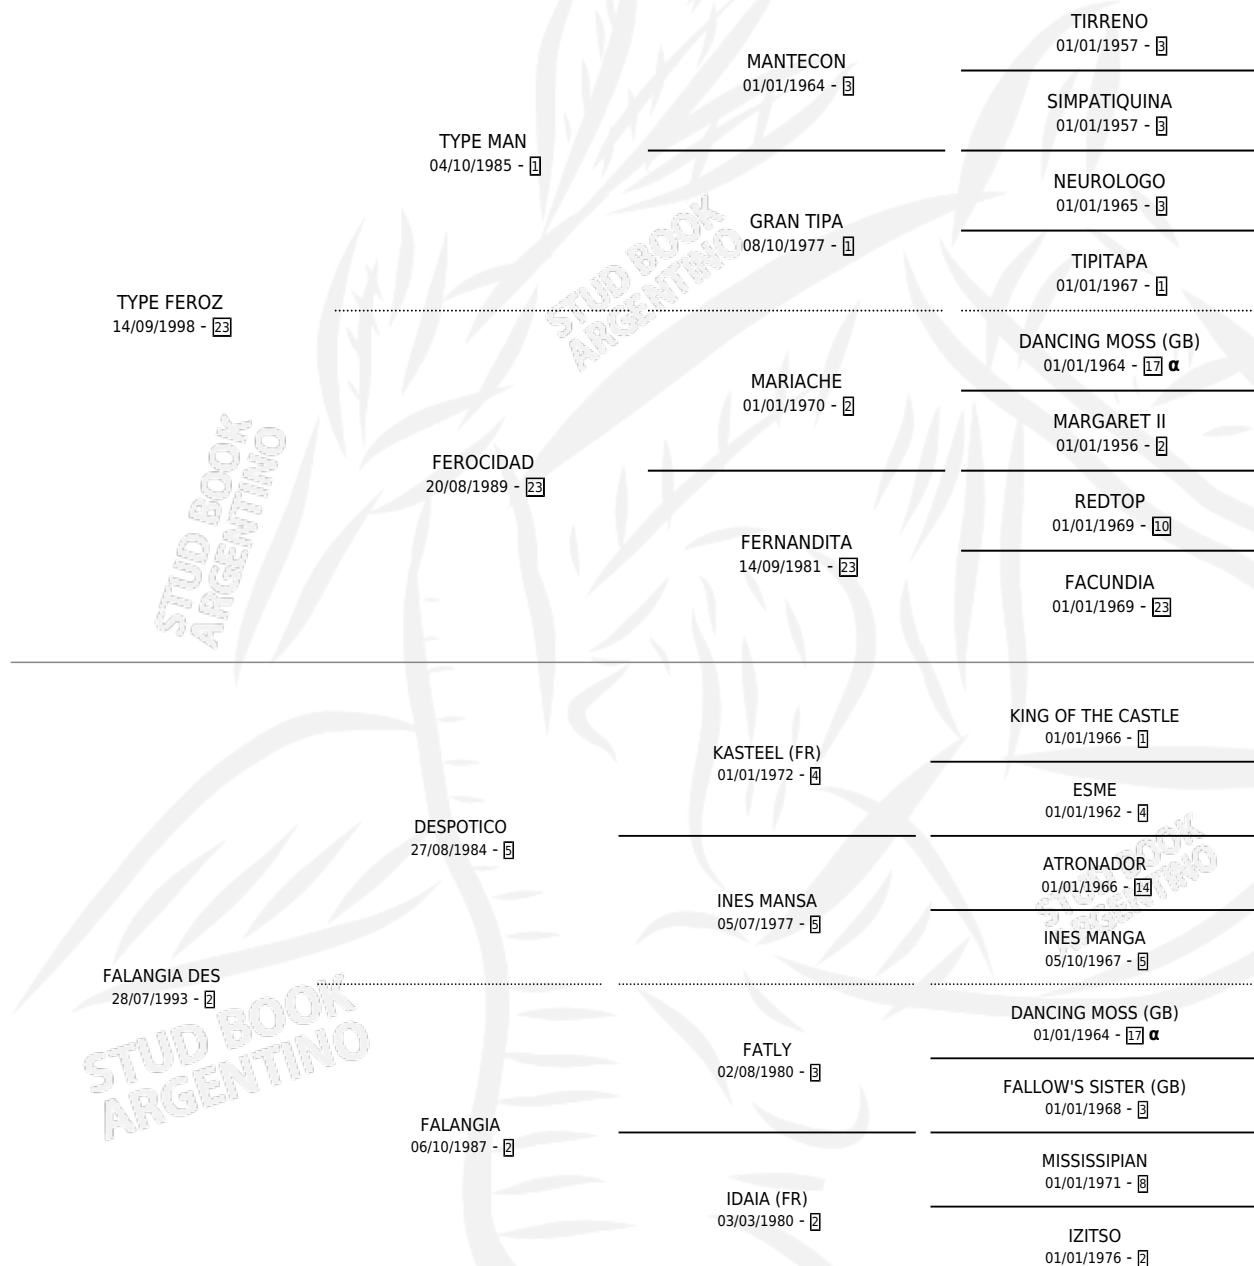 TIRRENO
01/01/1957 - 3
MANTECON
01/01/1964 - 3
SIMPATIQUINA
01/01/1957 - 3
TYPE MAN
04/10/1985 - 1
NEUROLOGO
01/01/1965 - 3
GRAN TIPA
08/10/1977 - 1
TIPITAPA
01/01/1967 - 1
TYPE FEROZ
14/09/1998 - 23
STUD BOOK
ARGENTINO
DANCING MOSS (GB)
01/01/1964 - 17 α
MARIACHE
01/01/1970 - 2
MARGARET II
01/01/1956 - 2
FEROCIDAD
20/08/1989 - 23
REDTOP
01/01/1969 - 10
FERNANDITA
14/09/1981 - 23
FACUNDIA
01/01/1969 - 23
STUD BOOK
ARGENTINO
KING OF THE CASTLE
01/01/1966 - 1
KASTEEL (FR)
01/01/1972 - 4
ESME
01/01/1962 - 4
DESPOTICO
27/08/1984 - 5
ATRONADOR
01/01/1966 - 14
STUD BOOK
ARGENTINO
INES MANSA
05/07/1977 - 5
INES MANGA
05/10/1967 - 5
FALANGIA DES
28/07/1993 - 2
STUD BOOK
ARGENTINO
DANCING MOSS (GB)
01/01/1964 - 17 α
FATLY
02/08/1980 - 3
FALLOW'S SISTER (GB)
01/01/1968 - 3
FALANGIA
06/10/1987 - 2
MISSISSIPIAN
01/01/1971 - 8
IDAIA (FR)
03/03/1980 - 2
IZITSO
01/01/1976 - 2